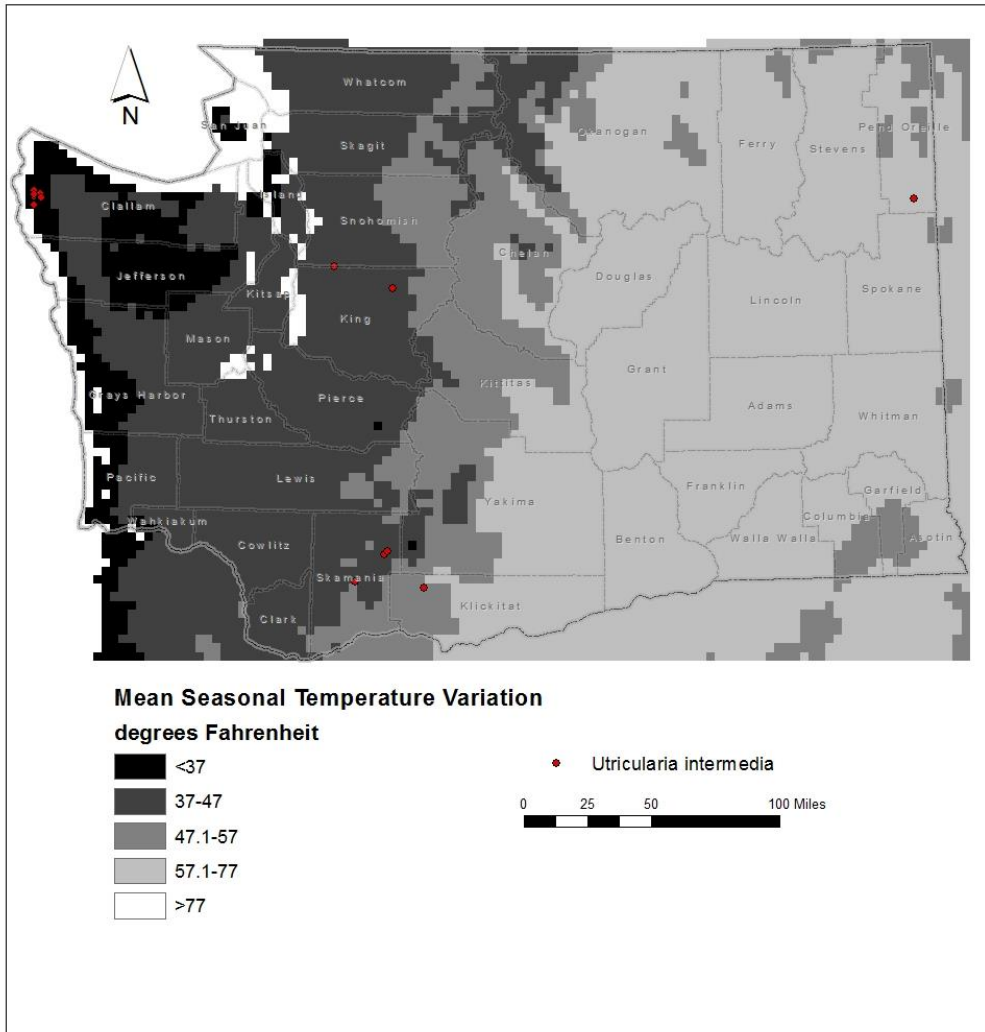 N
Whatcom
San Juan
Skagit
Okanogan
Ferry
Stevens
Pend Oreille
Island
Clallam
Snohomish
Chelan
Jefferson
Kitsap
King
Douglas
Lincoln
Spokane
Mason
Grant
Kittitas
Grays Harbor
Pierce
Thurston
Adams
Whitman
Pacific
Lewis
Yakima
Franklin
Garfield
Wahkiakum
Cowlitz
Benton
Walla Walla
Columbia
Asotin
Skamania
Clark
Klickitat
Mean Seasonal Temperature Variation
degrees Fahrenheit
<37
37-47
47.1-57
57.1-77
>77
Utricularia intermedia
0 25 50 100 Miles